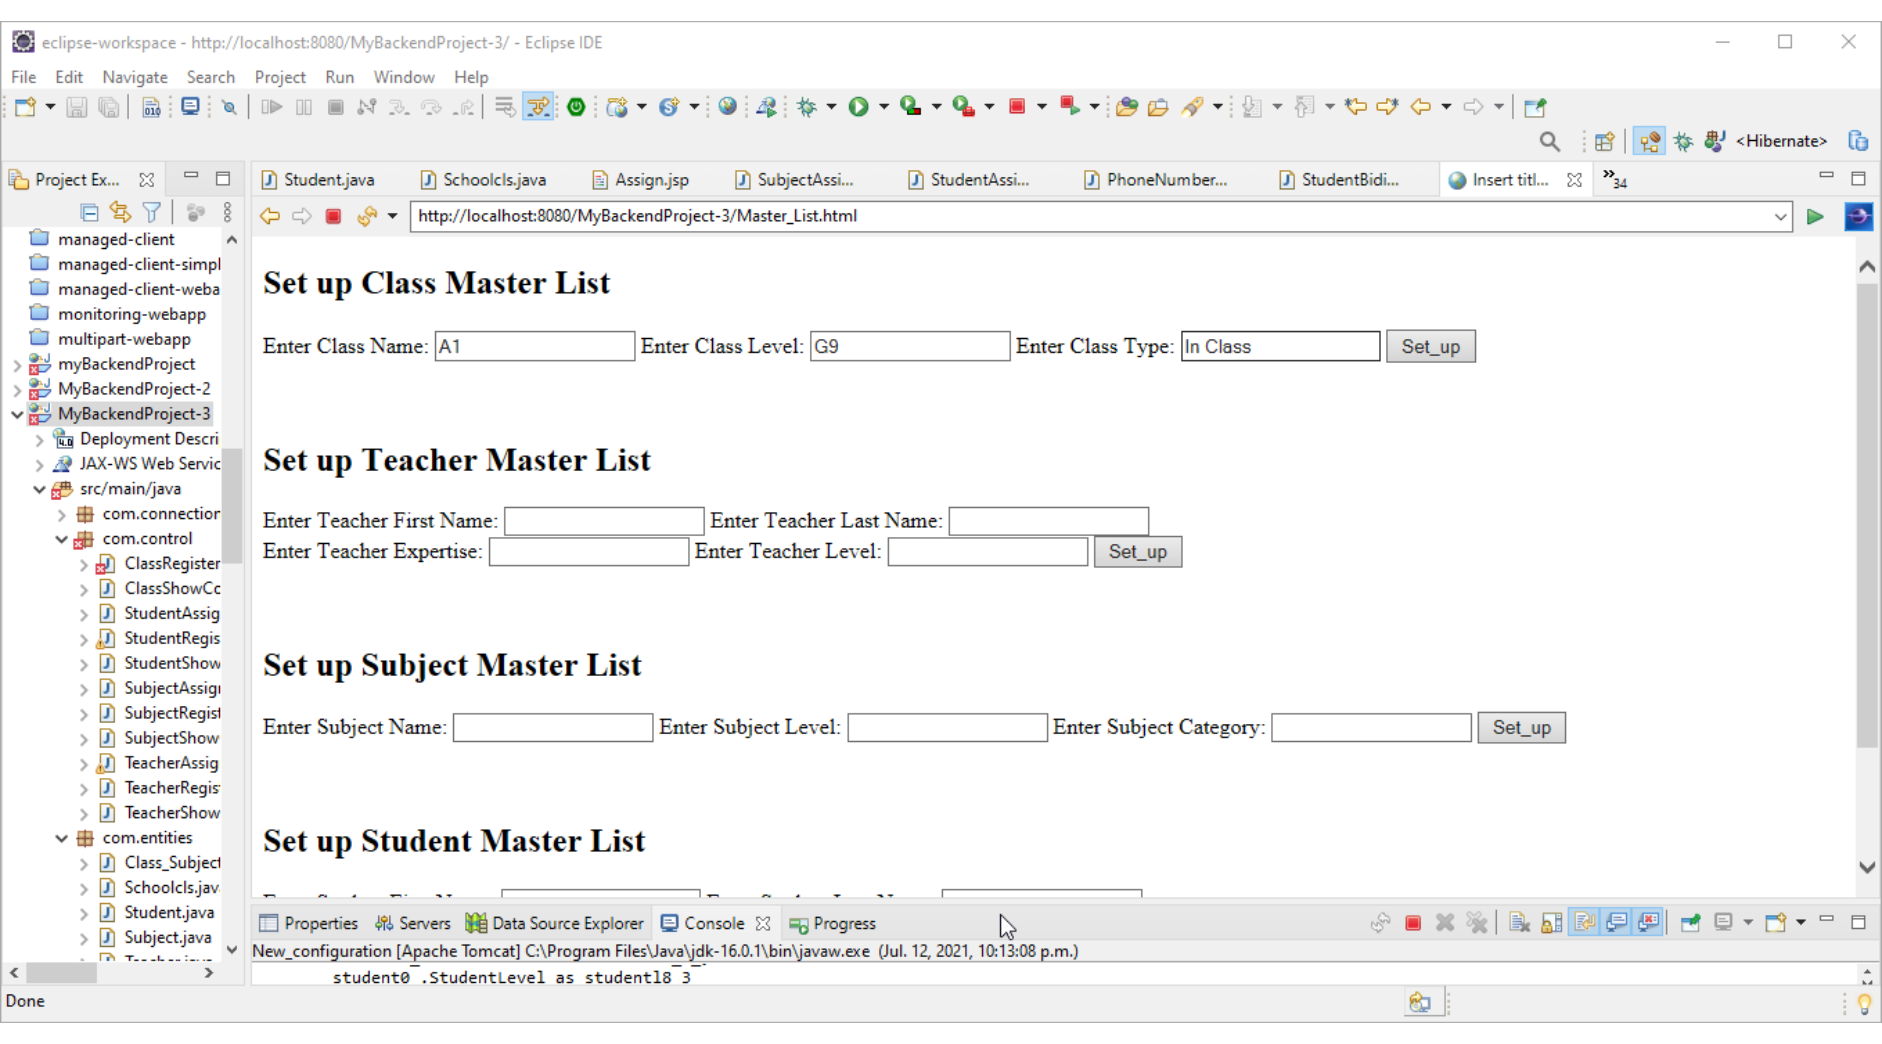 eclipse-workspace - http://localhost:8080/MyBackendProject-3/ - Eclipse IDE
File Edit Navigate Search Project Run Window Help
<Hibernate>
Project Ex...
Student.java Schoolcls.java Assign.jsp SubjectAssi... StudentAssi... PhoneNumber... StudentBidi... Insert titl... »34
http://localhost:8080/MyBackendProject-3/Master_List.html
managed-client
managed-client-simpl
managed-client-weba
monitoring-webapp
multipart-webapp
myBackendProject
MyBackendProject-2
MyBackendProject-3
Deployment Descri
JAX-WS Web Servic
src/main/java
com.connection
com.control
ClassRegister
ClassShowCo
StudentAssig
StudentRegis
StudentShow
SubjectAssign
SubjectRegist
SubjectShow
TeacherAssig
TeacherRegis
TeacherShow
com.entities
Class_Subject
Schoolcls.jav
Student.java
Subject.java
Set up Class Master List
Enter Class Name: A1 Enter Class Level: G9 Enter Class Type: In Class Set_up
Set up Teacher Master List
Enter Teacher First Name: Enter Teacher Last Name:
Enter Teacher Expertise: Enter Teacher Level: Set_up
Set up Subject Master List
Enter Subject Name: Enter Subject Level: Enter Subject Category: Set_up
Set up Student Master List
Properties Servers Data Source Explorer Console Progress
New_configuration [Apache Tomcat] C:\Program Files\Java\jdk-16.0.1\bin\javaw.exe (Jul. 12, 2021, 10:13:08 p.m.)
student0_.StudentLevel as studentl8_3_
Done